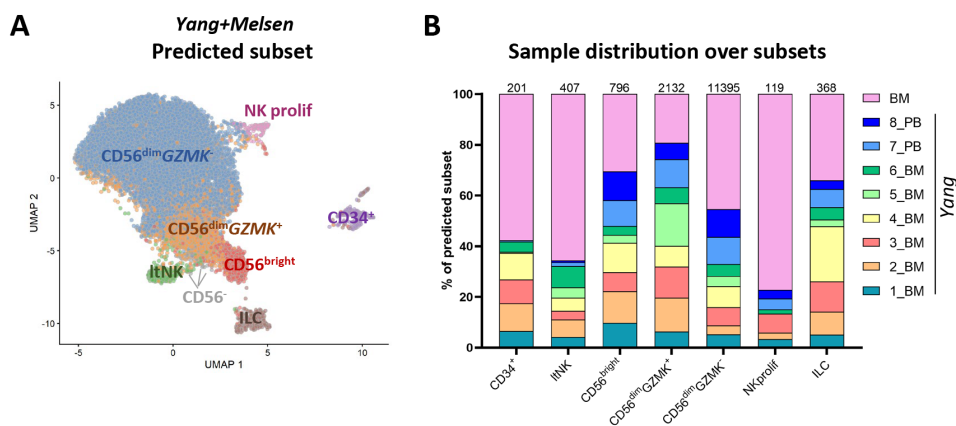 A
Yang+Melsen
Predicted subset
UMAP 2
5
0
-5
-10
-5
0
5
10
UMAP 1
NK prolif
CD56dimGZMK-
CD34+
CD56dimGZMK+
CD56bright
ltNK
CD56-
ILC
B
Sample distribution over subsets
% of predicted subset
100
80
60
40
20
0
201 407 796 2132 11395 119 368
CD34+
ltNK
CD56bright
CD56dimGZMK+
CD56dimGZMK-
NKprolif
ILC
BM
8_PB
7_PB
6_BM
5_BM
4_BM
3_BM
2_BM
1_BM
Yang